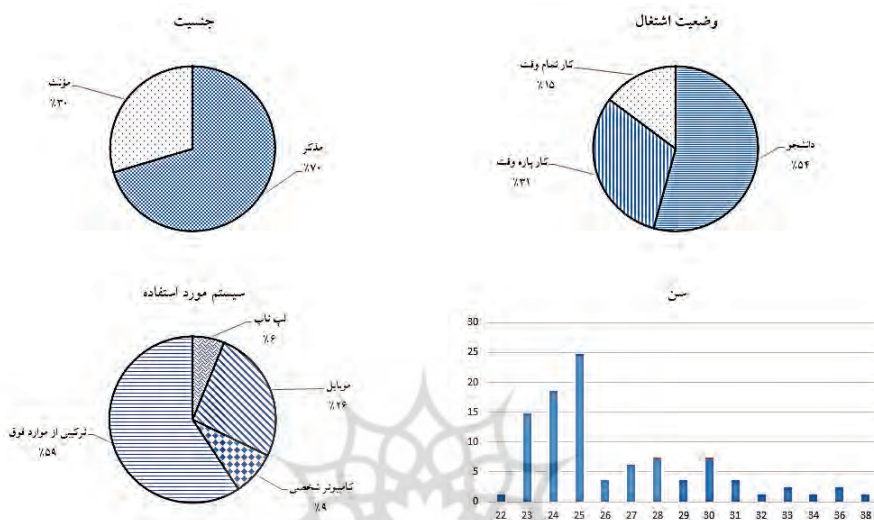 وضعیت اشتغال
کار تمام وقت
٪۱۵
دانشجو
٪۵۴
کار پاره وقت
٪۳۱
جنسیت
مؤنث
٪۳۰
مذکر
٪۷۰
سن
30
25
20
15
10
5
0
22 23 24 25 26 27 28 29 30 31 32 33 34 36 38
سیستم مورد استفاده
لپ تاپ
٪۶
موبایل
٪۲۶
کامپیوتر شخصی
٪۹
ترکیبی از موارد فوق
٪۵۹